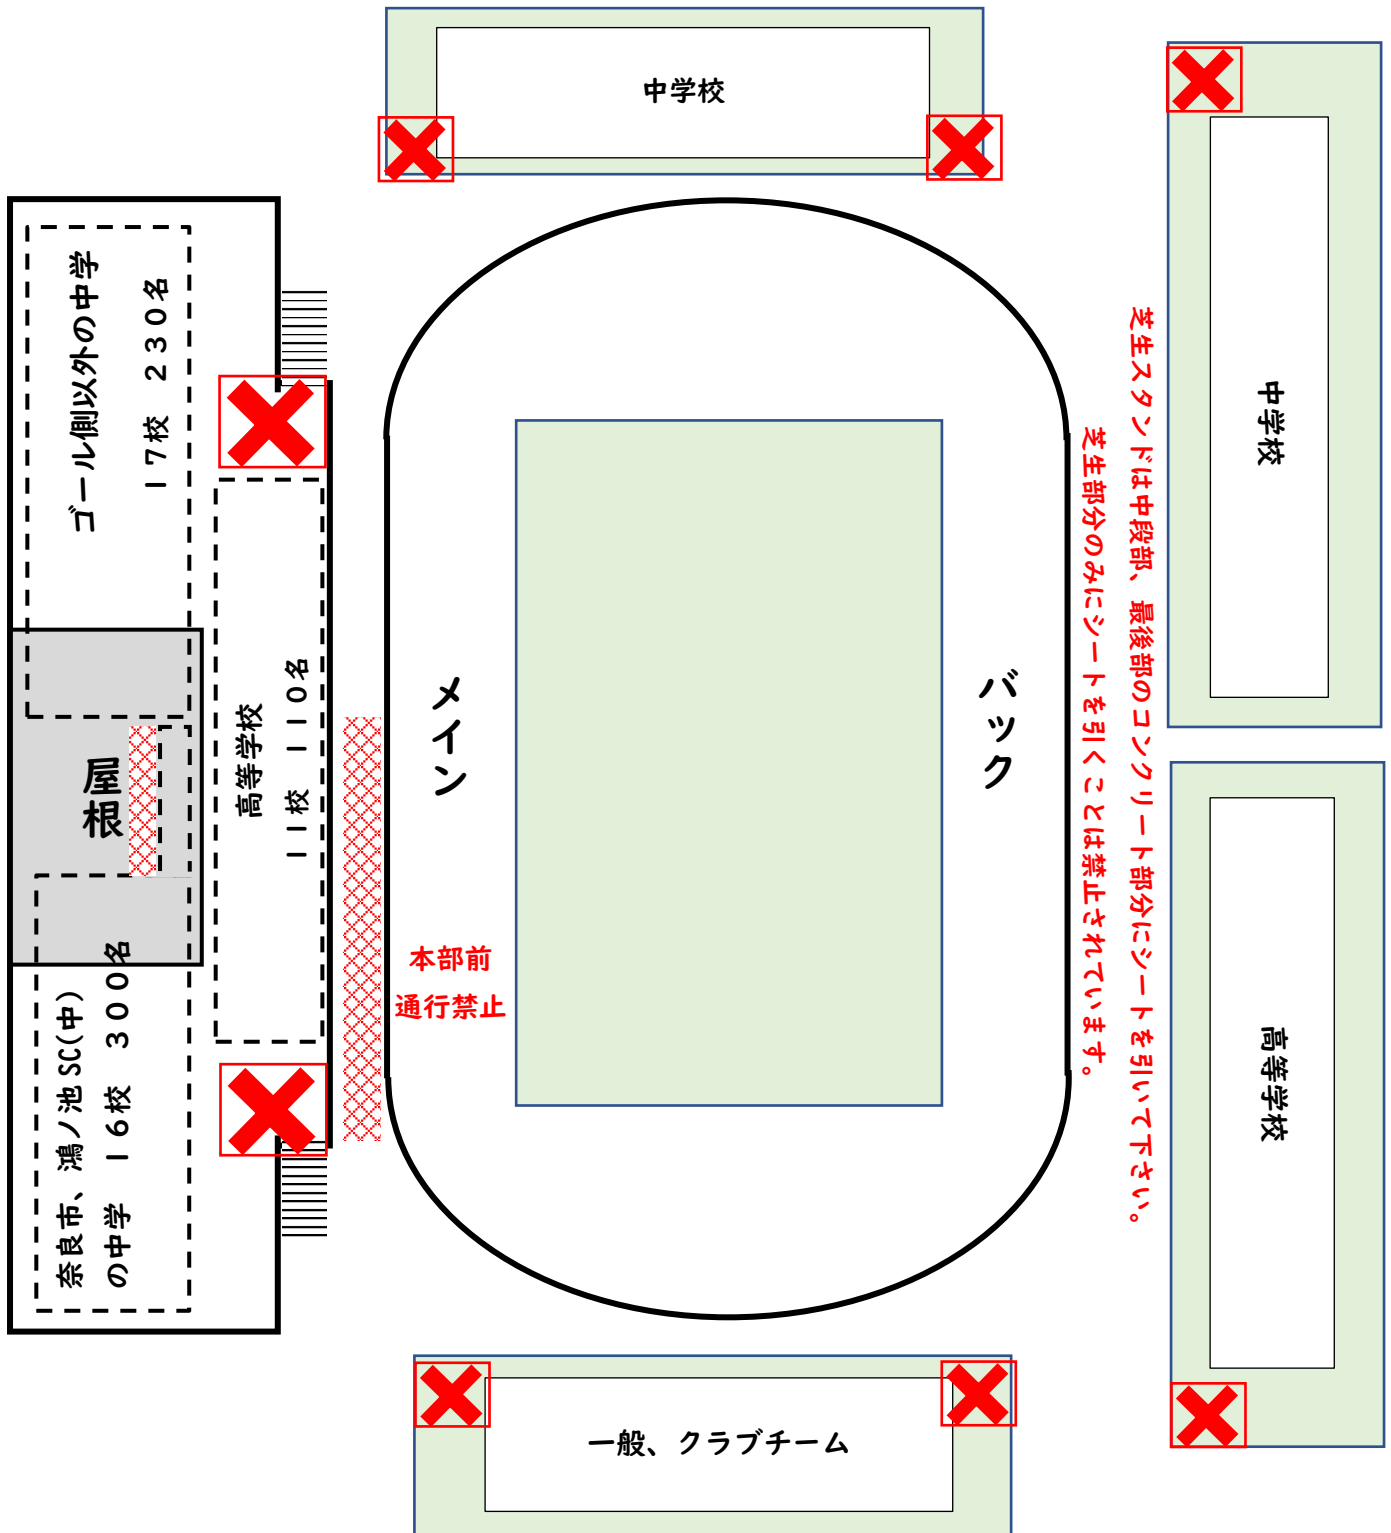 中学校
ゴール側以外の中学
１７校　２３０名
屋根
奈良市、鴻ノ池SC(中)
の中学　１６校　３００名
高等学校
１１校　１１０名
メイン
本部前
通行禁止
バック
芝生スタンドは中段部、最後部のコンクリート部分にシートを引いて下さい。
芝生部分のみにシートを引くことは禁止されています。
中学校
高等学校
一般、クラブチーム